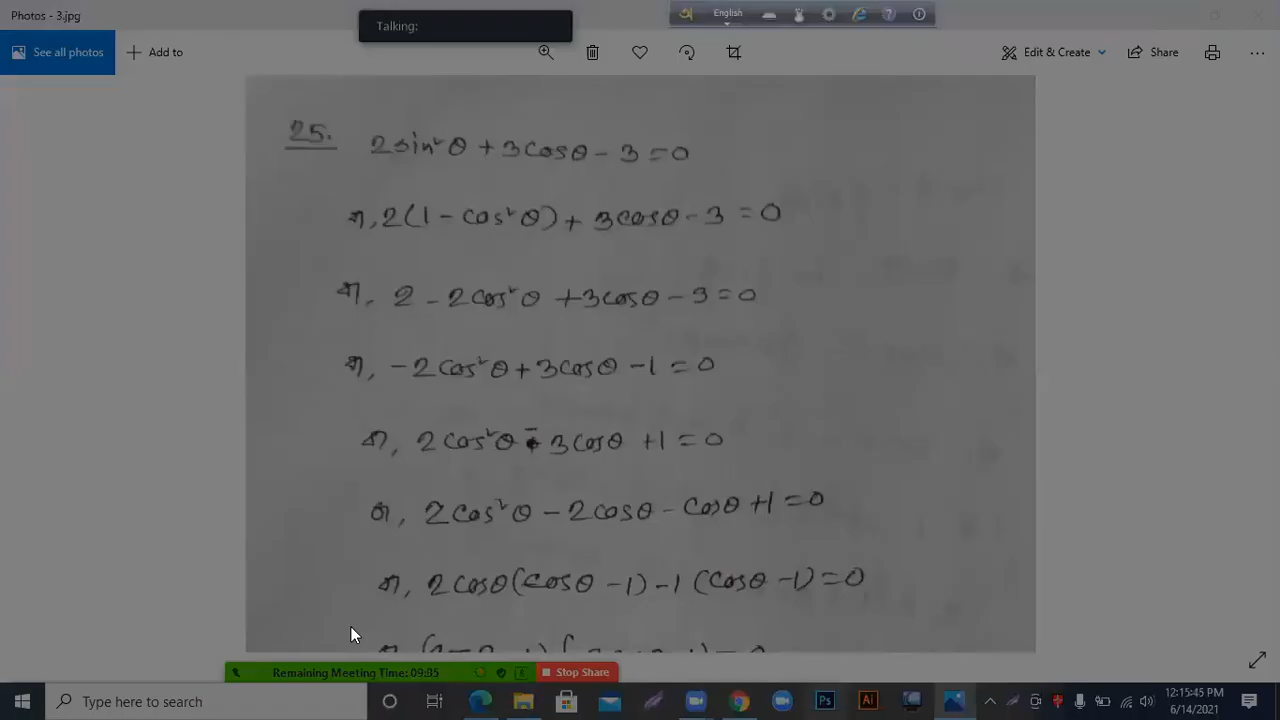 Photos - 3.jpg
Talking:
English
See all photos
Add to
Edit & Create
Share
25. 2sin²θ + 3cosθ - 3 = 0
বা, 2(1 - cos²θ) + 3cosθ - 3 = 0
বা, 2 - 2cos²θ + 3cosθ - 3 = 0
বা, -2cos²θ + 3cosθ - 1 = 0
বা, 2cos²θ - 3cosθ + 1 = 0
বা, 2cos²θ - 2cosθ - cosθ + 1 = 0
বা, 2cosθ(cosθ - 1) - 1(cosθ - 1) = 0
Remaining Meeting Time: 09:35
Stop Share
Type here to search
12:15:45 PM
6/14/2021